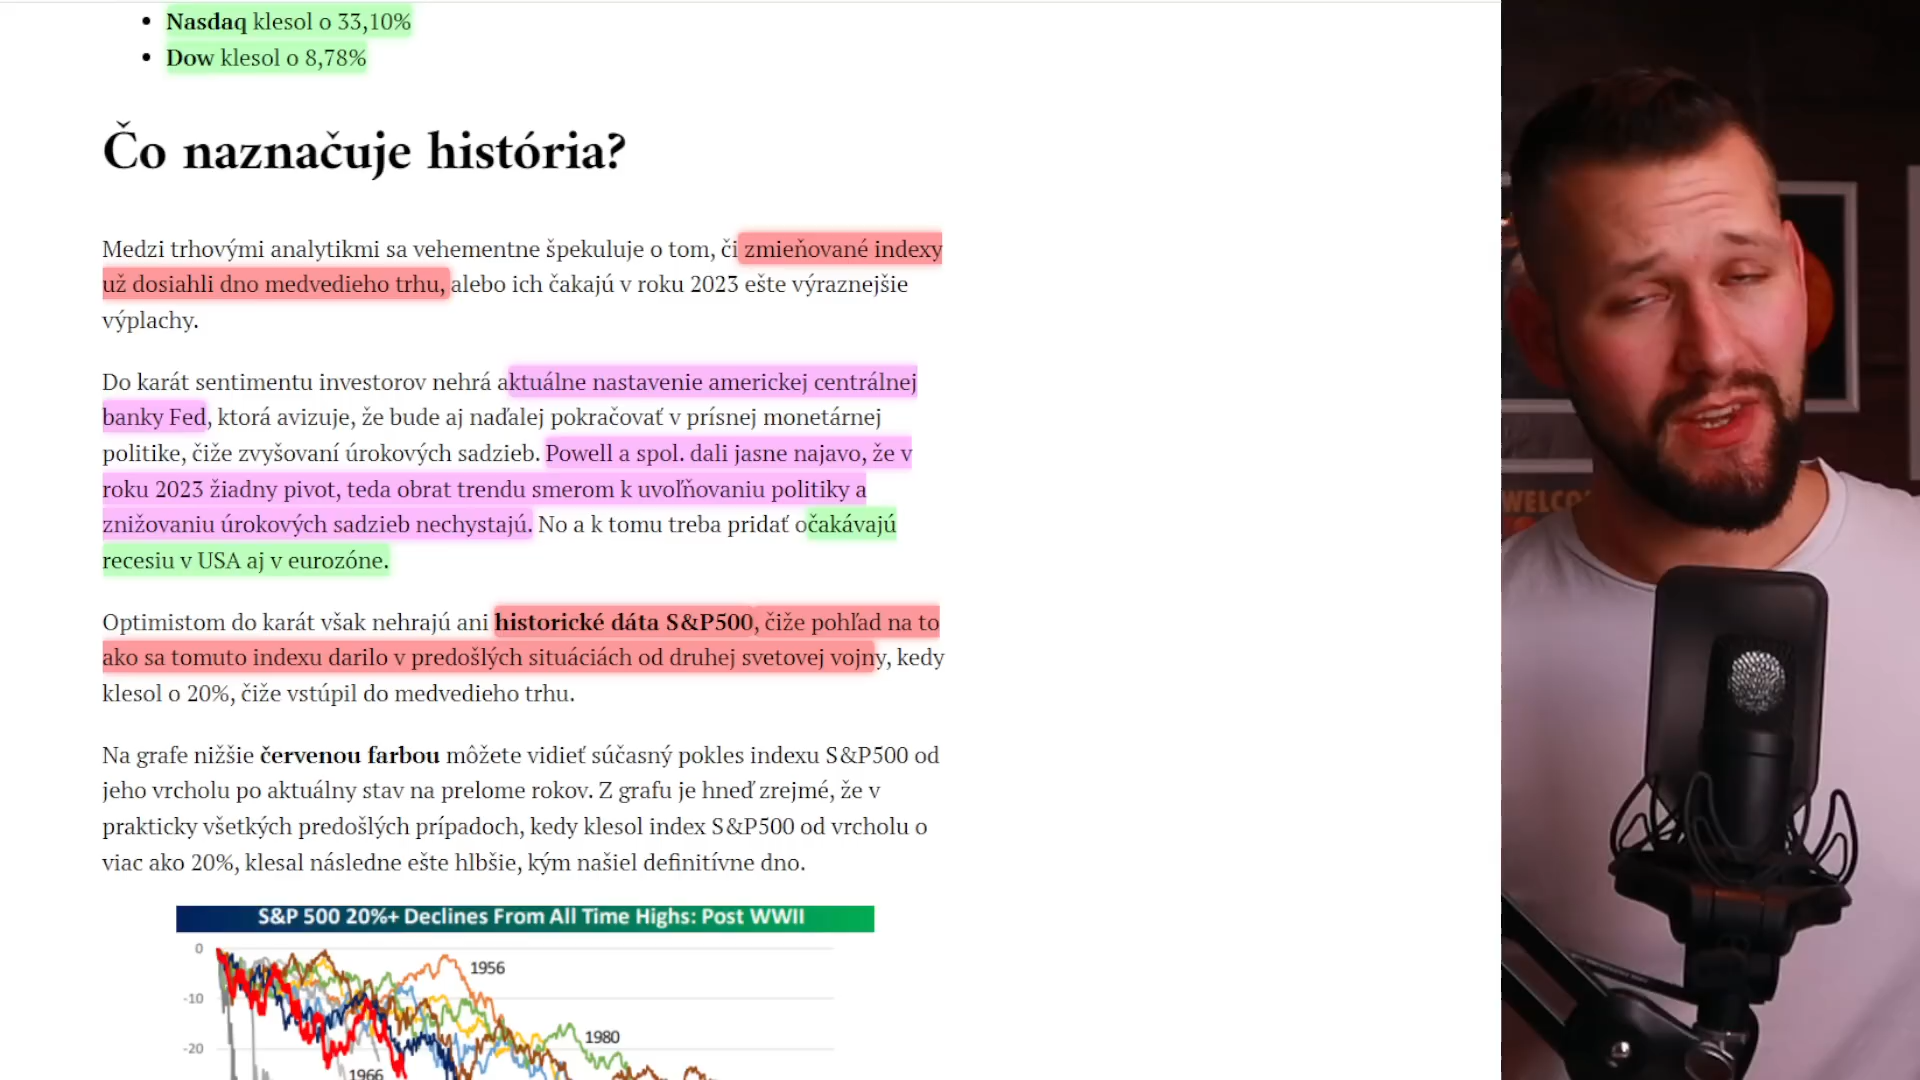 Nasdaq klesol o 33,10%
Dow klesol o 8,78%
Čo naznačuje história?
Medzi trhovými analytikmi sa vehementne špekuluje o tom, či zmieňované indexy
už dosiahli dno medvedieho trhu, alebo ich čakajú v roku 2023 ešte výraznejšie
výplachy.
Do karát sentimentu investorov nehrá aktuálne nastavenie americkej centrálnej
banky Fed, ktorá avizuje, že bude aj naďalej pokračovať v prísnej monetárnej
politike, čiže zvyšovaní úrokových sadzieb. Powell a spol. dali jasne najavo, že v
roku 2023 žiadny pivot, teda obrat trendu smerom k uvoľňovaniu politiky a
znižovaniu úrokových sadzieb nechystajú. No a k tomu treba pridať očakávajú
recesiu v USA aj v eurozóne.
Optimistom do karát však nehrajú ani historické dáta S&P500, čiže pohľad na to
ako sa tomuto indexu darilo v predošlých situáciách od druhej svetovej vojny, kedy
klesol o 20%, čiže vstúpil do medvedieho trhu.
Na grafe nižšie červenou farbou môžete vidieť súčasný pokles indexu S&P500 od
jeho vrcholu po aktuálny stav na prelome rokov. Z grafu je hneď zrejmé, že v
prakticky všetkých predošlých prípadoch, kedy klesol index S&P500 od vrcholu o
viac ako 20%, klesal následne ešte hlbšie, kým našiel definitívne dno.
S&P 500 20%+ Declines From All Time Highs: Post WWII
0
1956
-10
1980
-20
1966
WELCO